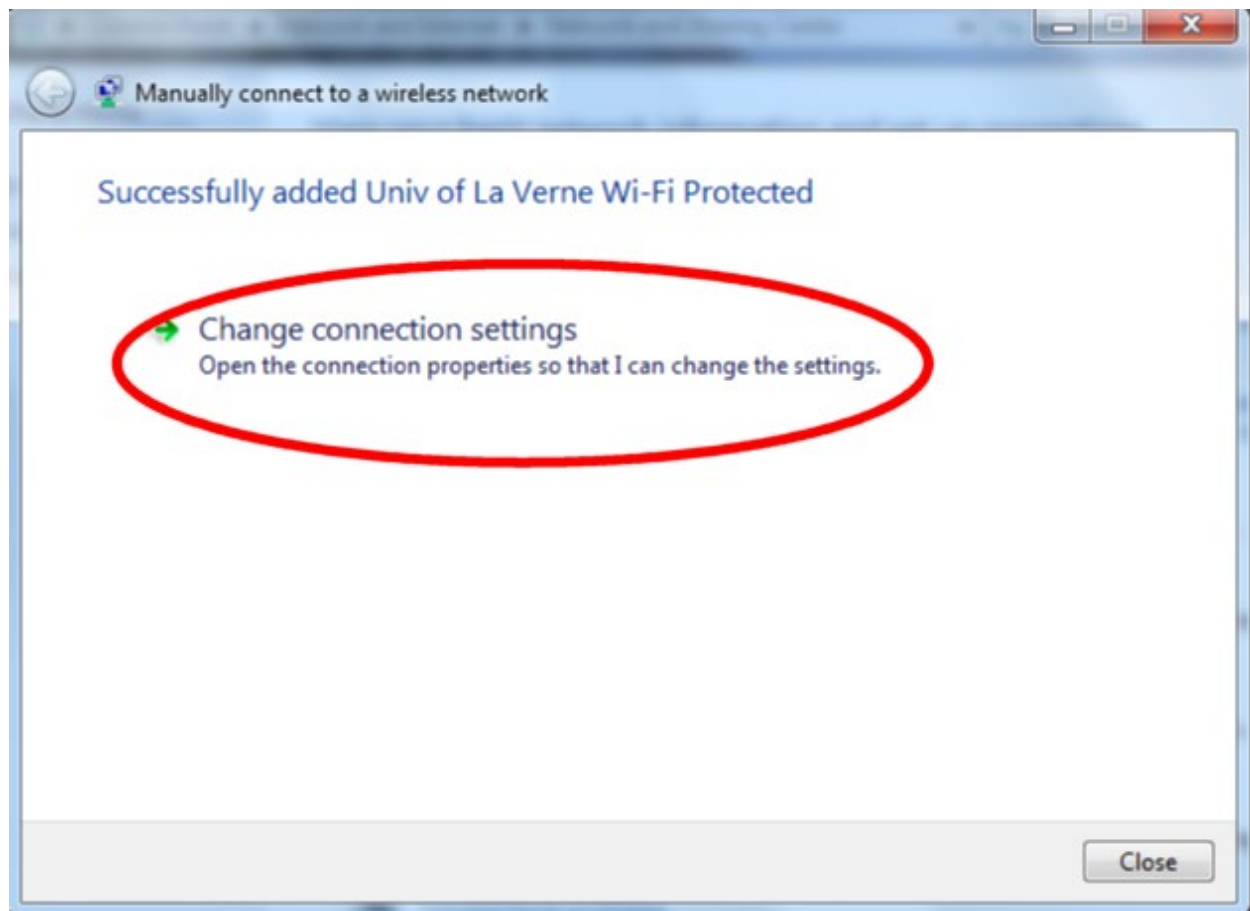 Manually connect to a wireless network
Successfully added Univ of La Verne Wi-Fi Protected
Change connection settings
Open the connection properties so that I can change the settings.
Close